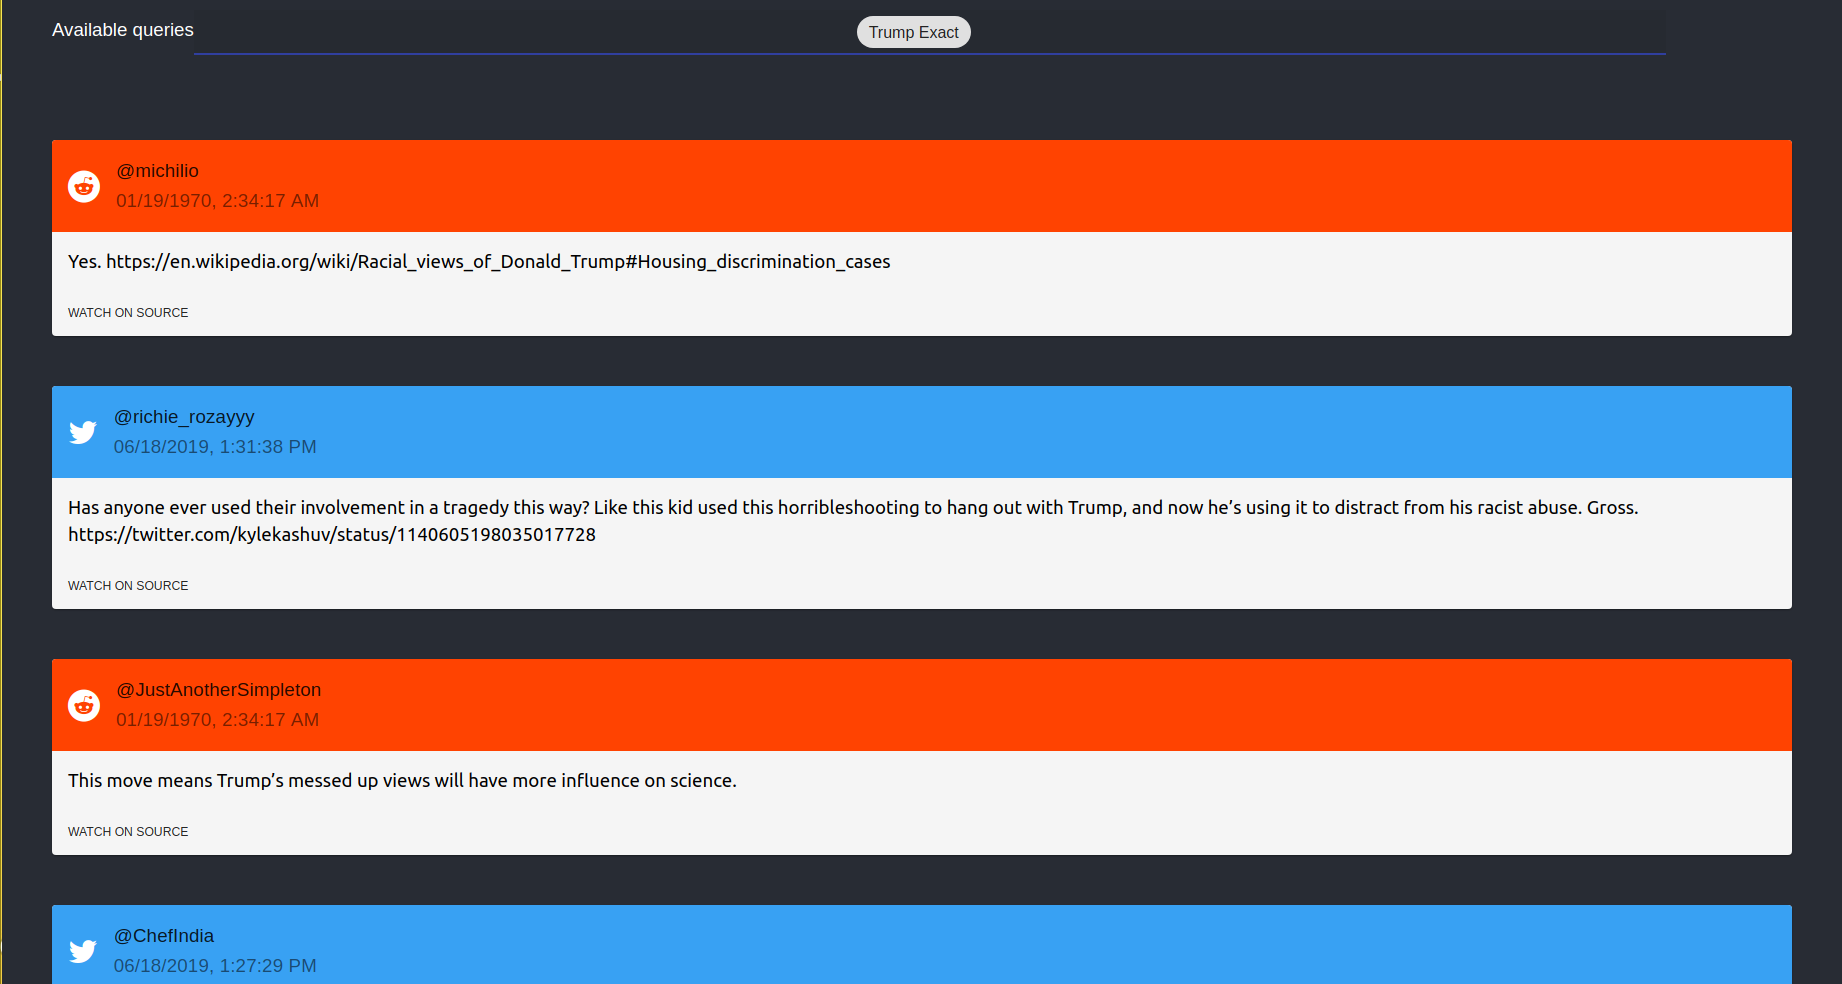 Available queries
Trump Exact
@michilio
01/19/1970, 2:34:17 AM
Yes. https://en.wikipedia.org/wiki/Racial_views_of_Donald_Trump#Housing_discrimination_cases
WATCH ON SOURCE
@richie_rozayyy
06/18/2019, 1:31:38 PM
Has anyone ever used their involvement in a tragedy this way? Like this kid used this horribleshooting to hang out with Trump, and now he’s using it to distract from his racist abuse. Gross.
https://twitter.com/kylekashuv/status/1140605198035017728
WATCH ON SOURCE
@JustAnotherSimpleton
01/19/1970, 2:34:17 AM
This move means Trump’s messed up views will have more influence on science.
WATCH ON SOURCE
@ChefIndia
06/18/2019, 1:27:29 PM